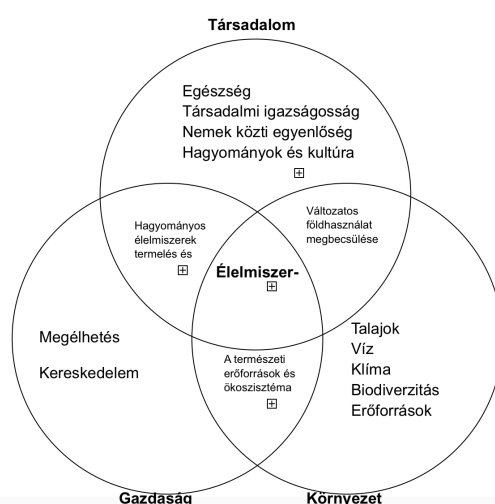 Társadalom
Egészség
Társadalmi igazságosság
Nemek közti egyenlőség
Hagyományok és kultúra
Hagyományos
élelmiszerek
termelés és
Változatos
földhasználat
megbecsülése
Élelmiszer-
Megélhetés
Kereskedelem
A természeti
erőforrások és
ökoszisztéma
Talajok
Víz
Klíma
Biodiverzitás
Erőforrások
Gazdaság
Környezet